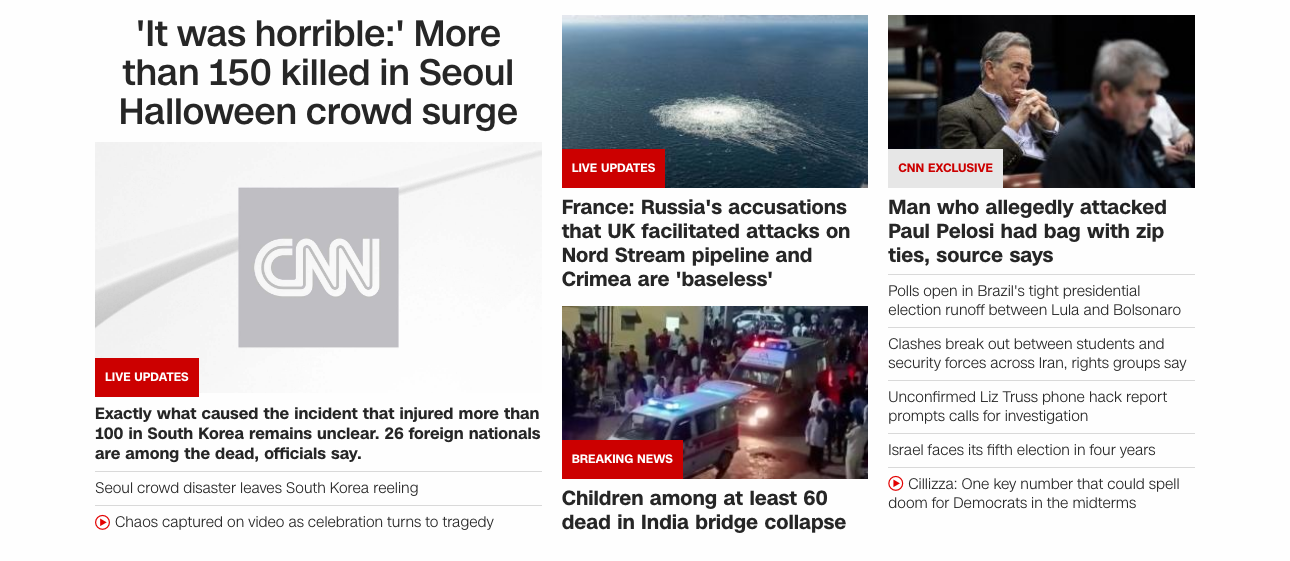 'It was horrible:' More
than 150 killed in Seoul
Halloween crowd surge
CNN
LIVE UPDATES
Exactly what caused the incident that injured more than
100 in South Korea remains unclear. 26 foreign nationals
are among the dead, officials say.
Seoul crowd disaster leaves South Korea reeling
Chaos captured on video as celebration turns to tragedy
LIVE UPDATES
France: Russia's accusations
that UK facilitated attacks on
Nord Stream pipeline and
Crimea are 'baseless'
BREAKING NEWS
Children among at least 60
dead in India bridge collapse
CNN EXCLUSIVE
Man who allegedly attacked
Paul Pelosi had bag with zip
ties, source says
Polls open in Brazil's tight presidential
election runoff between Lula and Bolsonaro
Clashes break out between students and
security forces across Iran, rights groups say
Unconfirmed Liz Truss phone hack report
prompts calls for investigation
Israel faces its fifth election in four years
Cillizza: One key number that could spell
doom for Democrats in the midterms